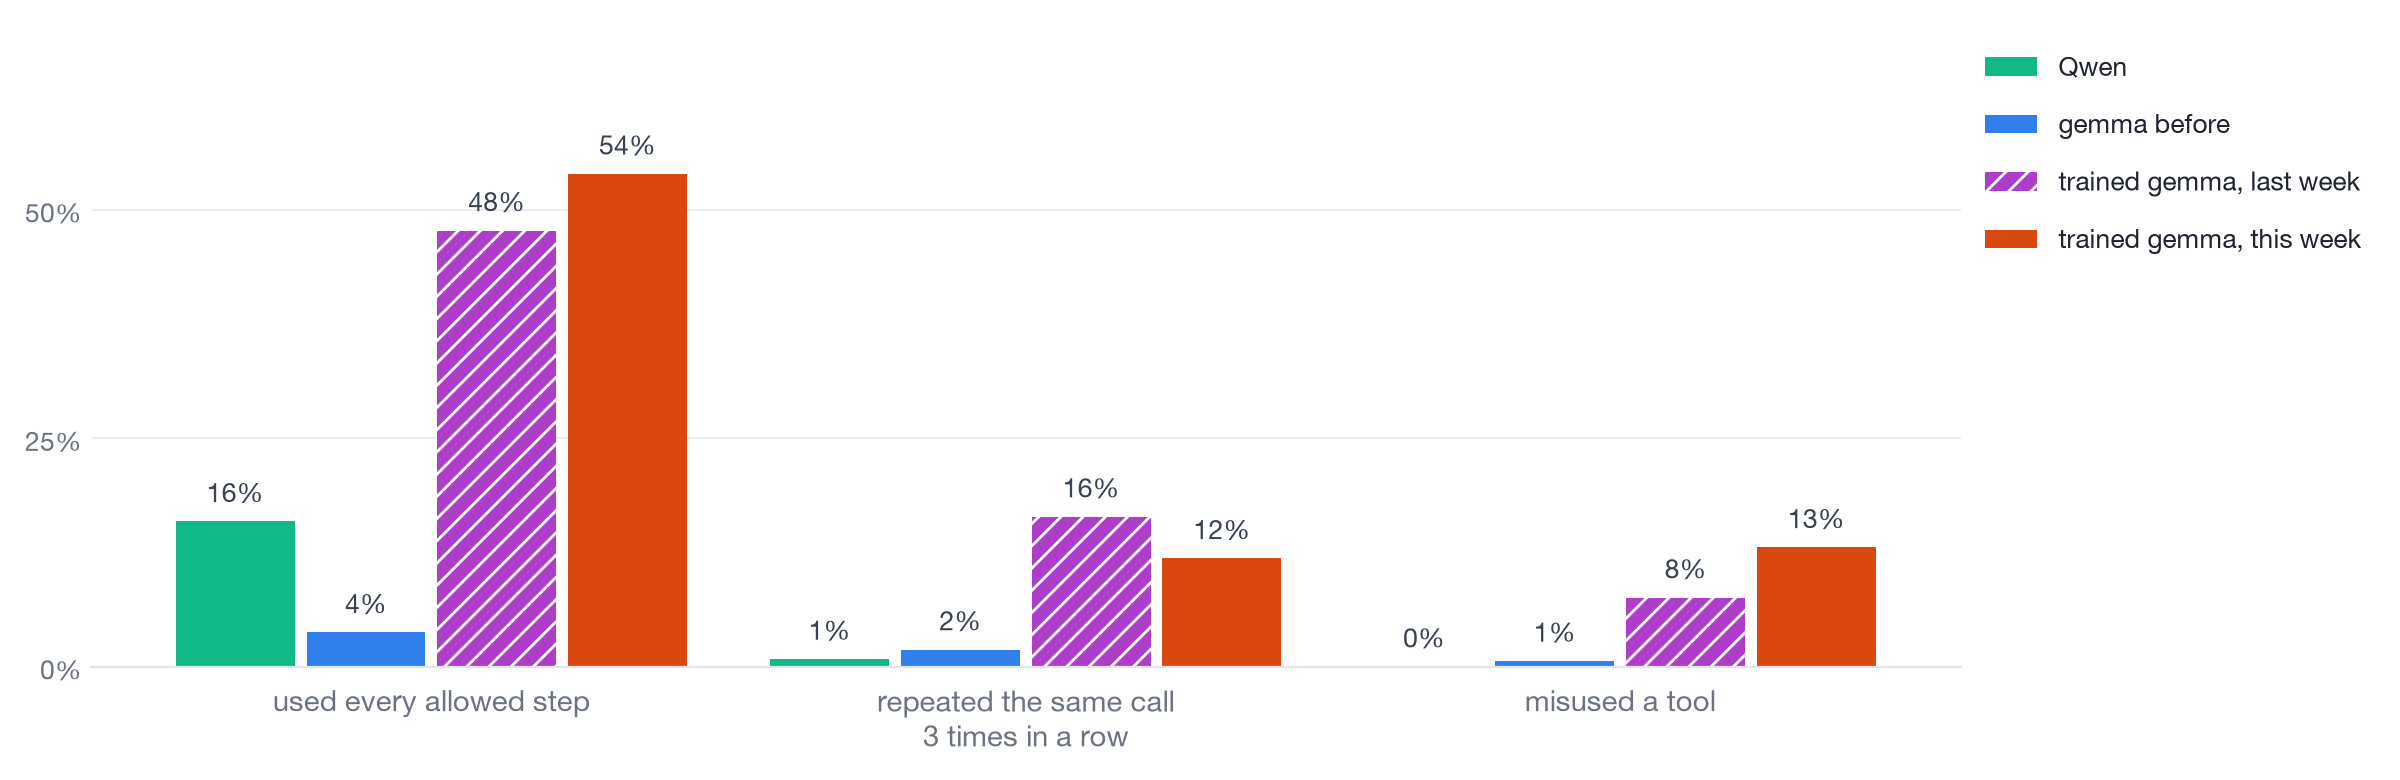 Qwen
gemma before
trained gemma, last week
trained gemma, this week
50%
25%
0%
16%
4%
48%
54%
1%
2%
16%
12%
0%
1%
8%
13%
used every allowed step
repeated the same call
3 times in a row
misused a tool